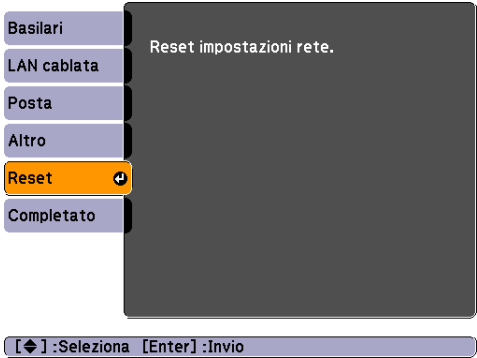 Basilari
LAN cablata
Posta
Altro
Reset
Completato
Reset impostazioni rete.
[◆] :Seleziona [Enter] :Invio